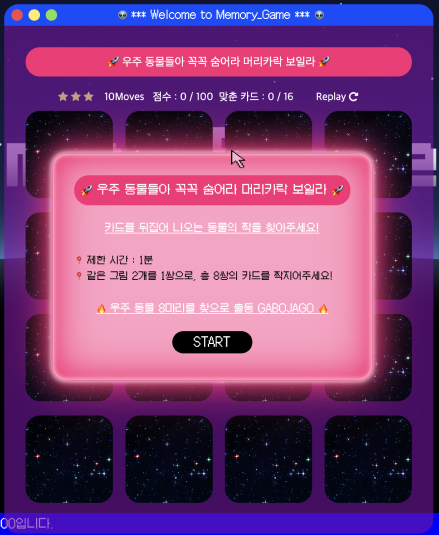 *** Welcome to Memory_Game ***
우주 동물들아 꼭꼭 숨어라 머리카락 보일라
10Moves 점수 : 0 / 100 맞춘 카드 : 0 / 16 Replay
우주 동물들아 꼭꼭 숨어라 머리카락 보일라
카드를 뒤집어 나오는 동물의 짝을 찾아주세요!
제한 시간 : 1분
같은 그림 2개를 1쌍으로, 총 8쌍의 카드를 짝지어주세요!
우주 동물 8마리를 찾으로 출동 GABOJAGO
START
00입니다.